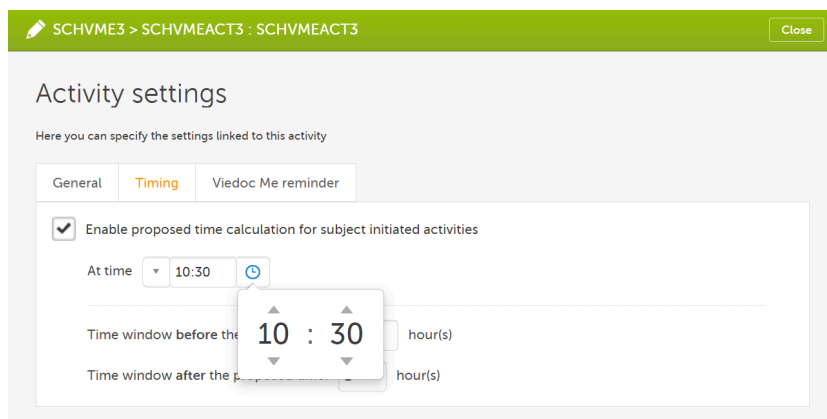 SCHVME3 > SCHVMEACT3 : SCHVMEACT3
Close
Activity settings
Here you can specify the settings linked to this activity
General Timing Viedoc Me reminder
Enable proposed time calculation for subject initiated activities
At time 10:30
10 : 30
Time window before the hour(s)
Time window after the hour(s)